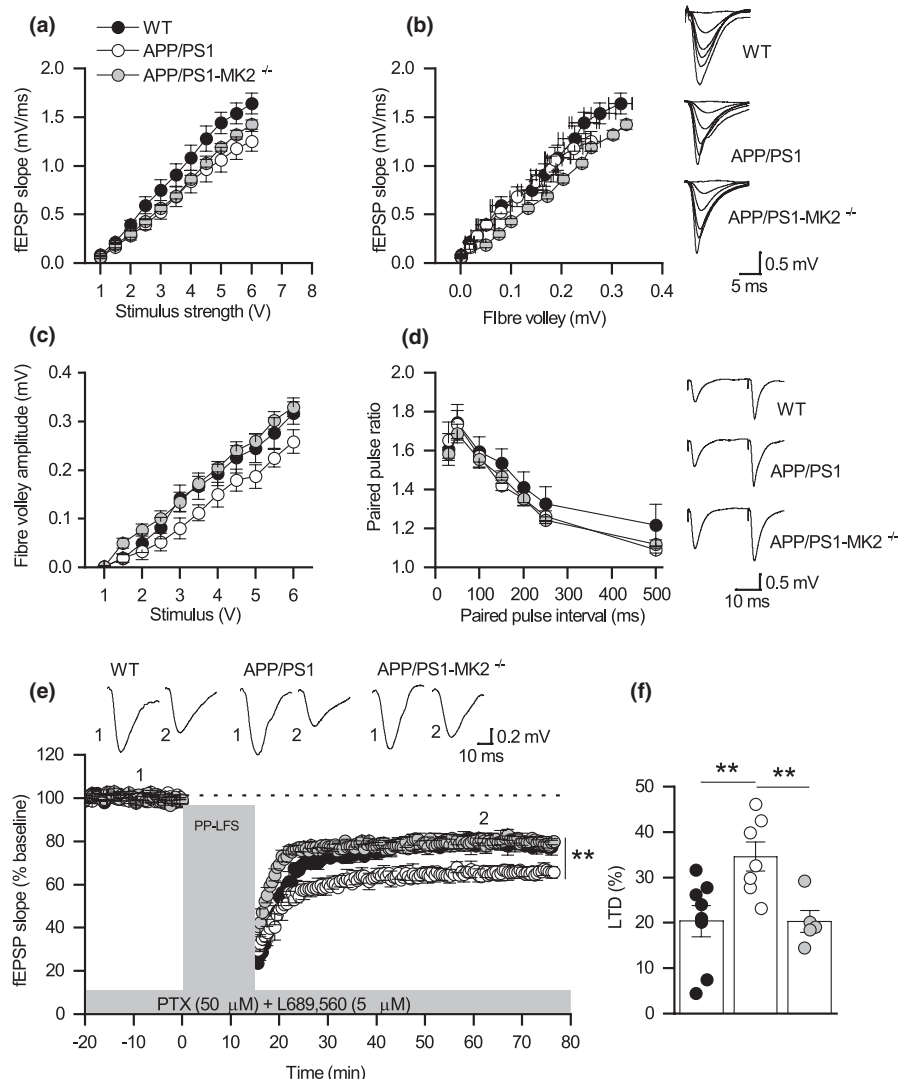 (a)
WT
APP/PS1
APP/PS1-MK2 -/-
fEPSP slope (mV/ms)
2.0
1.5
1.0
0.5
0.0
1 2 3 4 5 6 7 8
Stimulus strength (V)
(b)
fEPSP slope (mV/ms)
2.0
1.5
1.0
0.5
0.0
0.0 0.1 0.2 0.3 0.4
FIbre volley (mV)
WT
APP/PS1
APP/PS1-MK2 -/-
0.5 mV
5 ms
(c)
Fibre volley amplitude (mV)
0.4
0.3
0.2
0.1
0.0
1 2 3 4 5 6
Stimulus (V)
(d)
Paired pulse ratio
2.0
1.8
1.6
1.4
1.2
1.0
0 100 200 300 400 500
Paired pulse interval (ms)
WT
APP/PS1
APP/PS1-MK2 -/-
0.5 mV
10 ms
(e)
WT APP/PS1 APP/PS1-MK2 -/-
1 2 1 2 1 2
0.2 mV
10 ms
fEPSP slope (% baseline)
120
100
80
60
40
20
0
1
PP-LFS
2
**
PTX (50 μM) + L689,560 (5 μM)
-20 -10 0 10 20 30 40 50 60 70 80
Time (min)
(f)
** **
LTD (%)
50
40
30
20
10
0